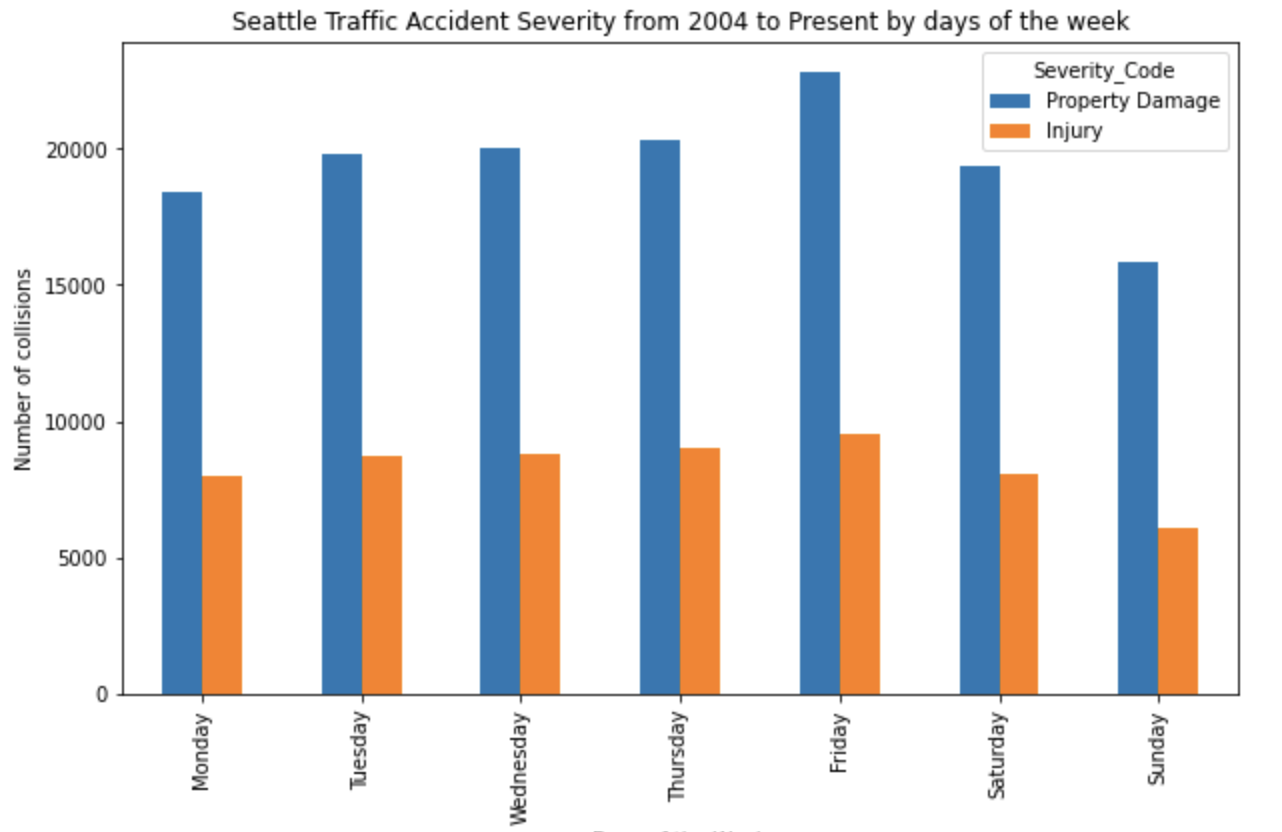 Seattle Traffic Accident Severity from 2004 to Present by days of the week
Severity_Code
Property Damage
Injury
Number of collisions
20000
15000
10000
5000
0
Monday
Tuesday
Wednesday
Thursday
Friday
Saturday
Sunday